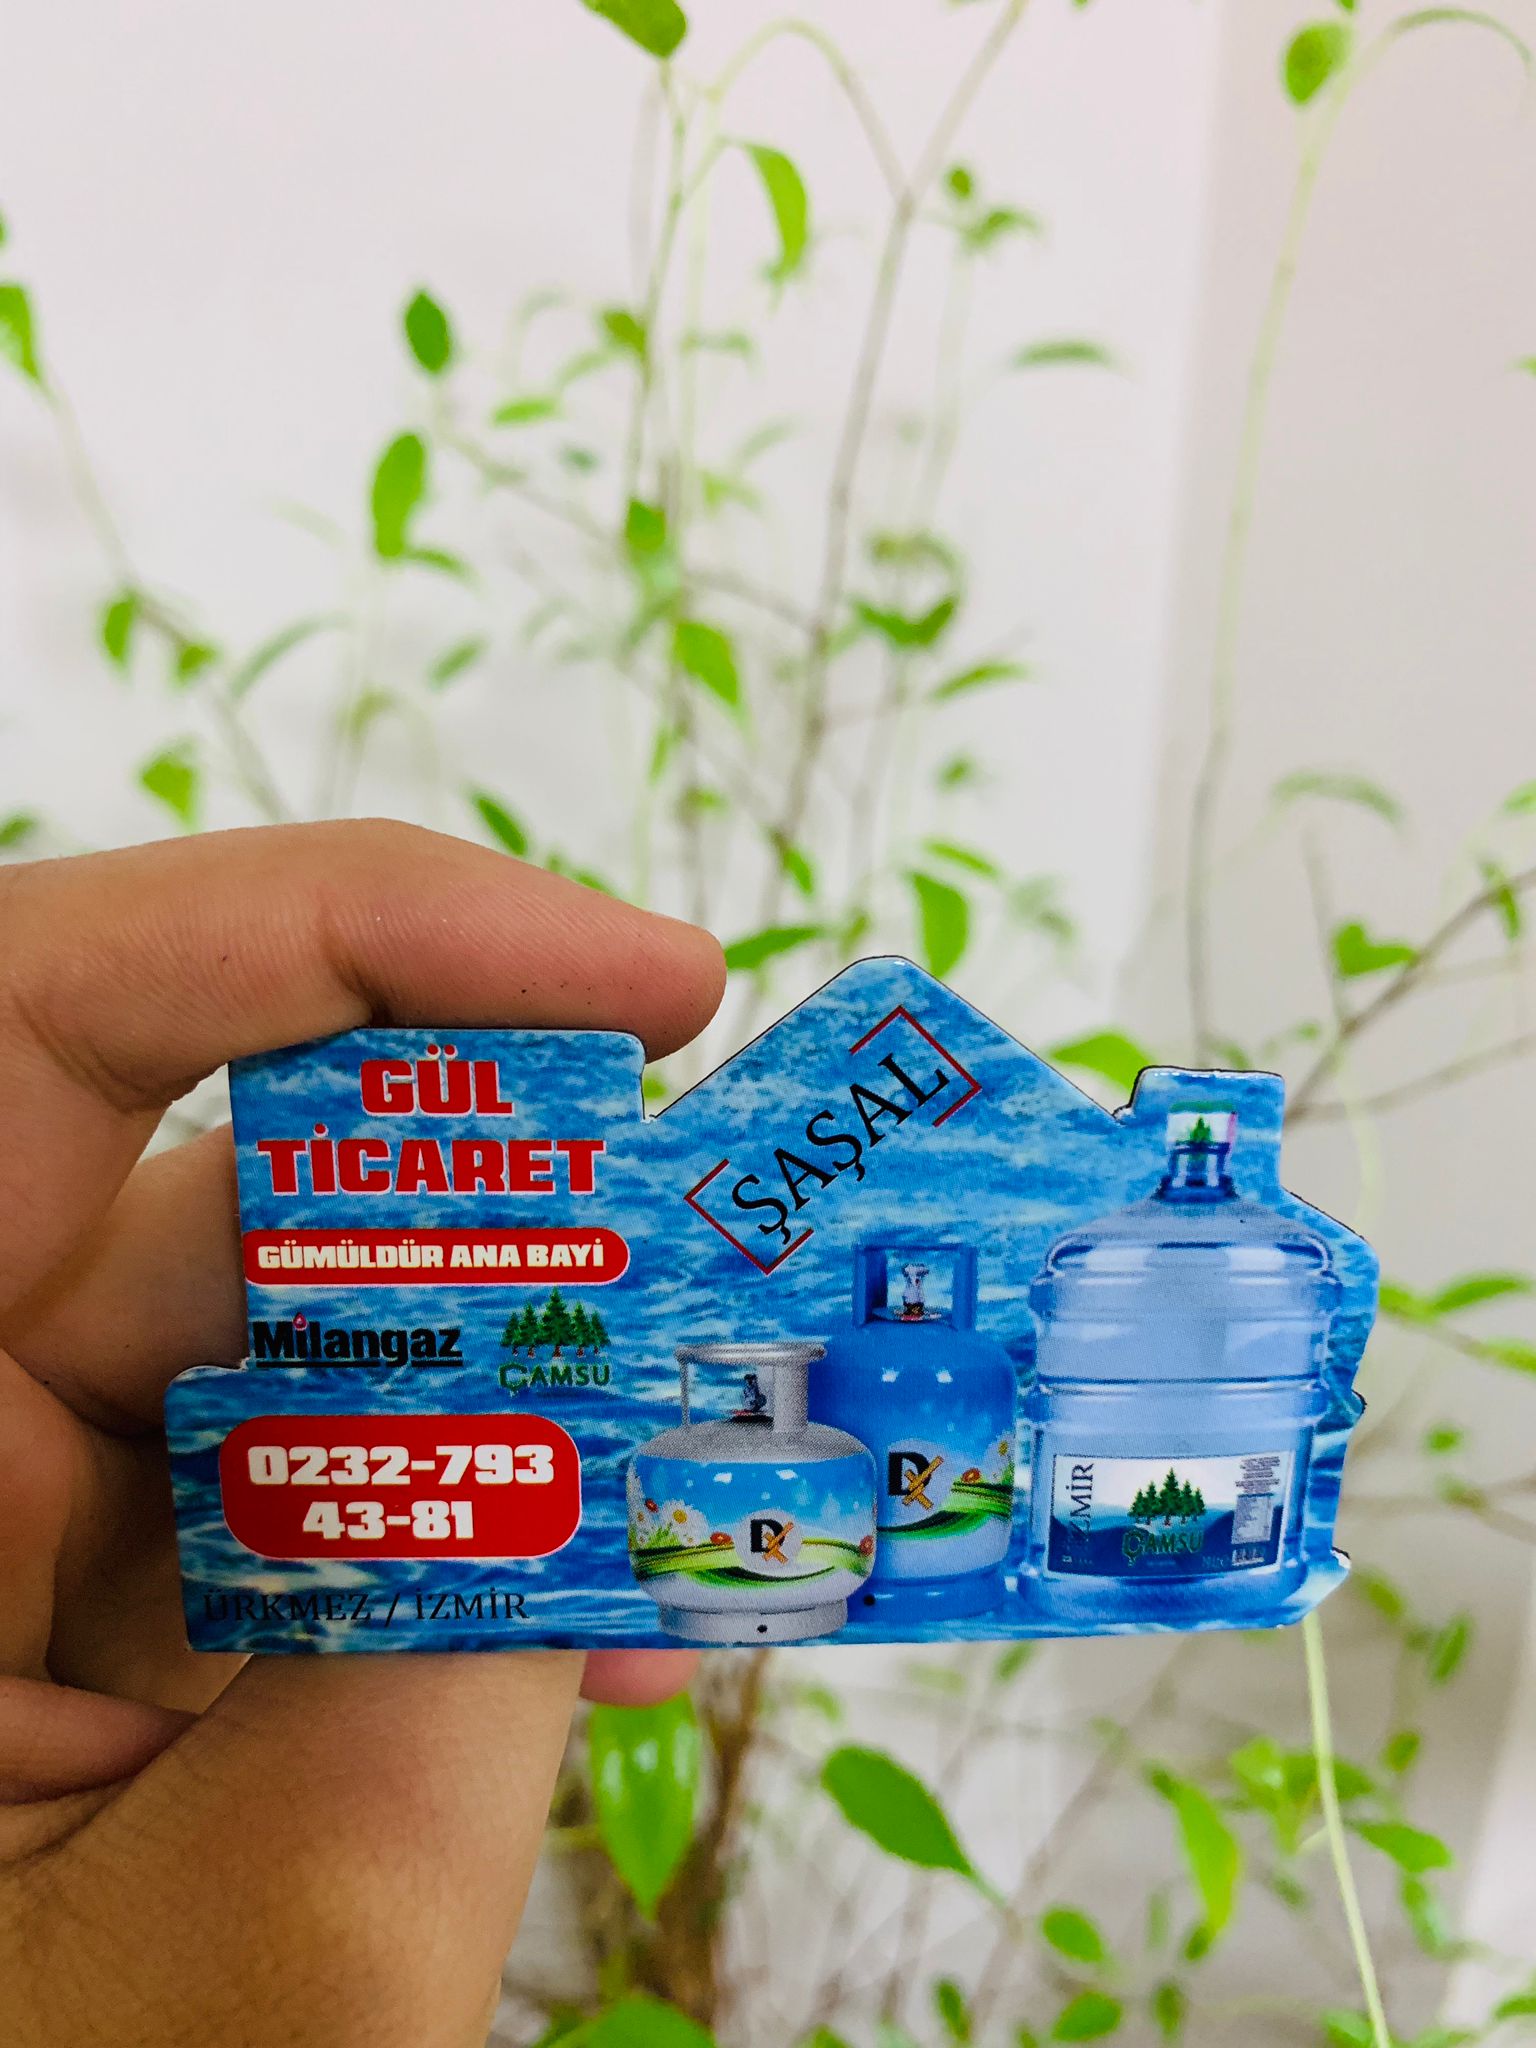 GÜL
TİCARET
GÜMÜLDÜR ANA BAYİ
Milangaz
ÇAMSU
0232-793
43-81
ÜRKMEZ / İZMİR
ŞAŞAL
D
D
İZMİR
ÇAMSU